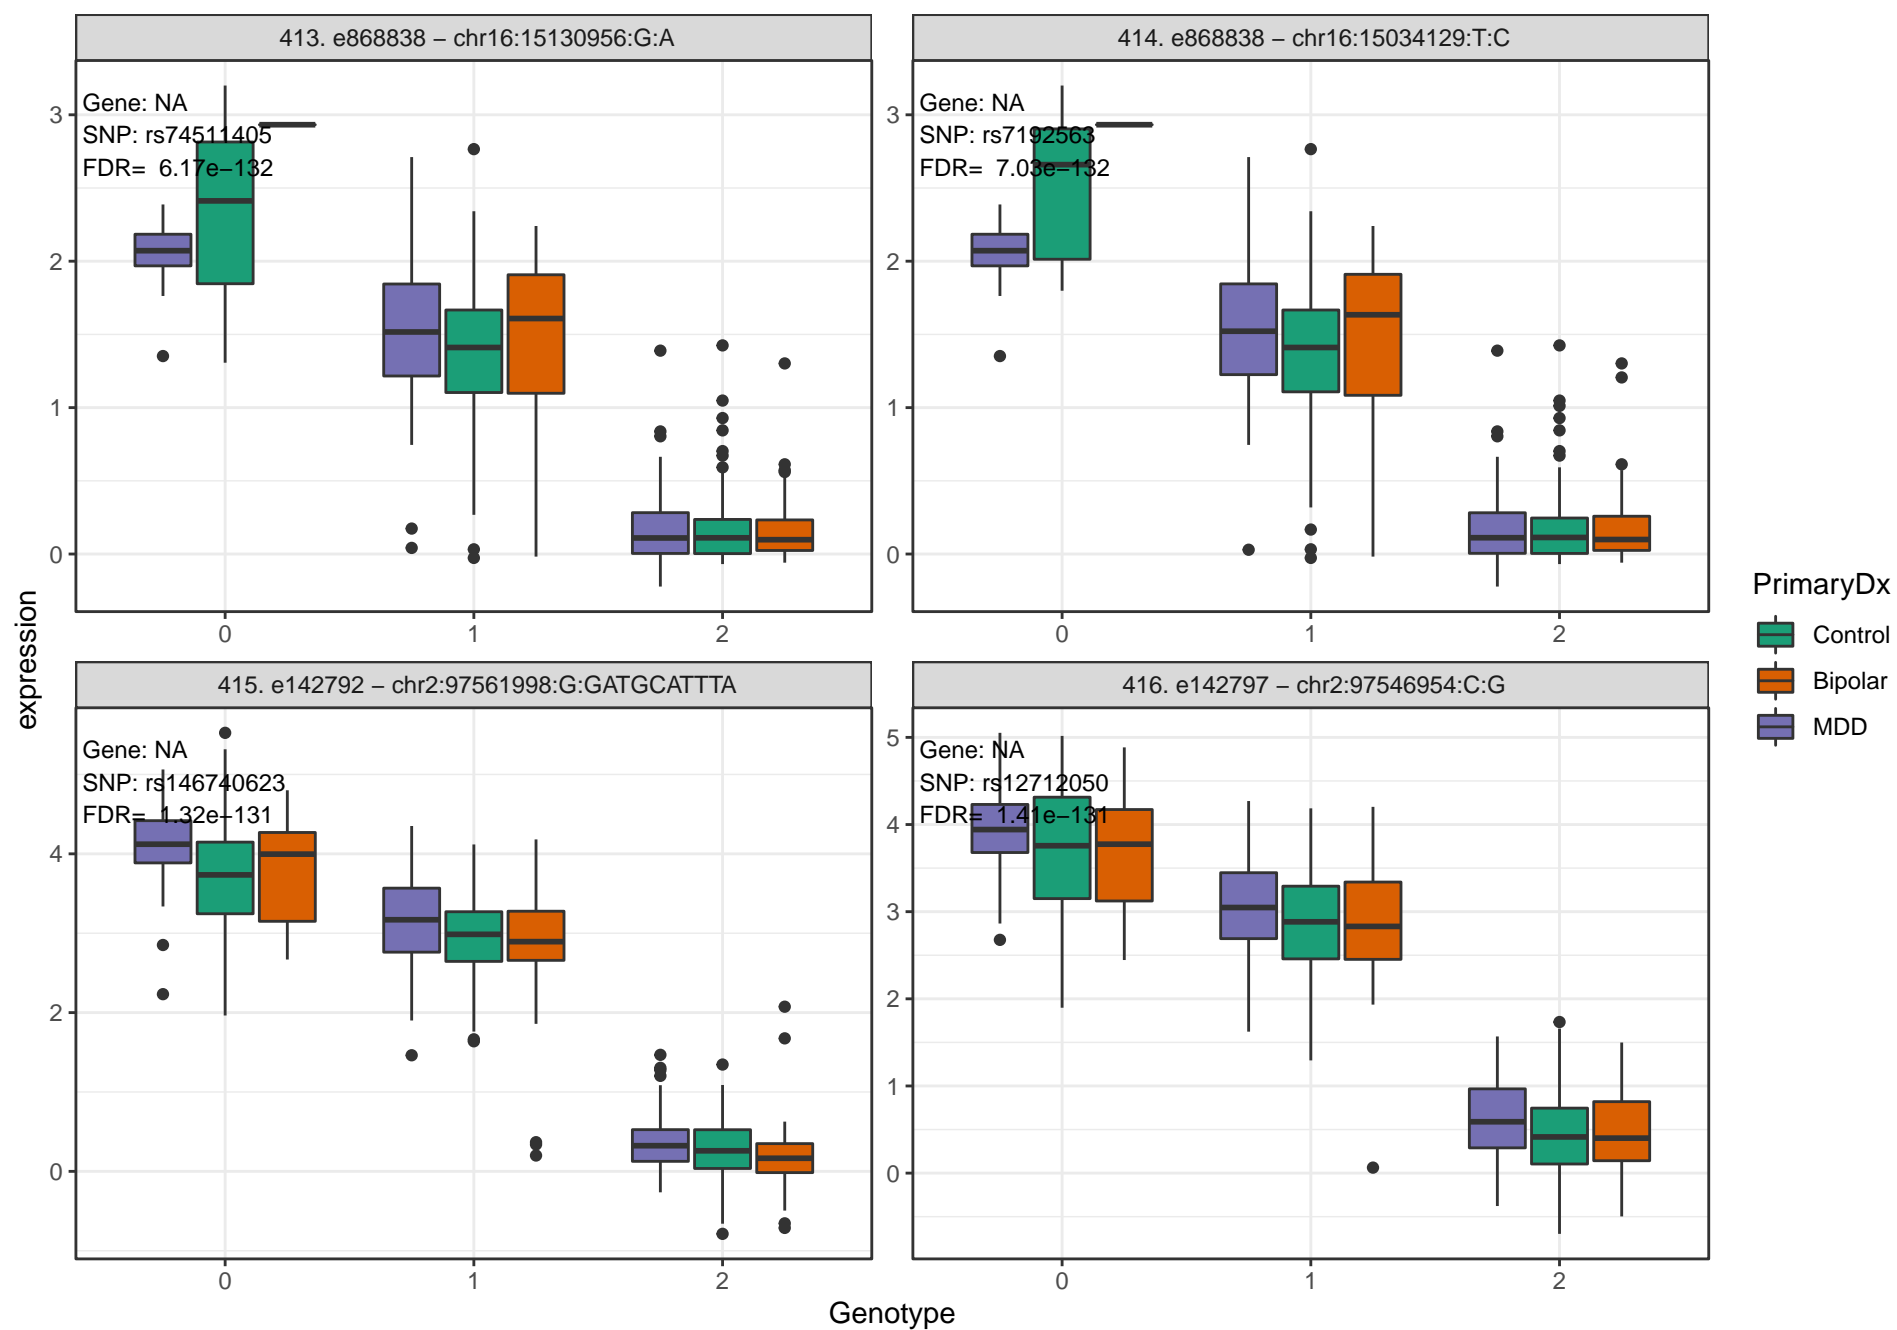 413. e868838 – chr16:15130956:G:A
Gene: NA
SNP: rs74511405
FDR=  6.17e−132
3
2
1
0
0
1
2
414. e868838 – chr16:15034129:T:C
Gene: NA
SNP: rs7192563
FDR=  7.03e−132
3
2
1
0
0
1
2
415. e142792 – chr2:97561998:G:GATGCATTTA
Gene: NA
SNP: rs146740623
FDR=  1.32e−131
4
2
0
0
1
2
416. e142797 – chr2:97546954:C:G
Gene: NA
SNP: rs12712050
FDR=  1.41e−131
5
4
3
2
1
0
0
1
2
expression
Genotype
PrimaryDx
Control
Bipolar
MDD